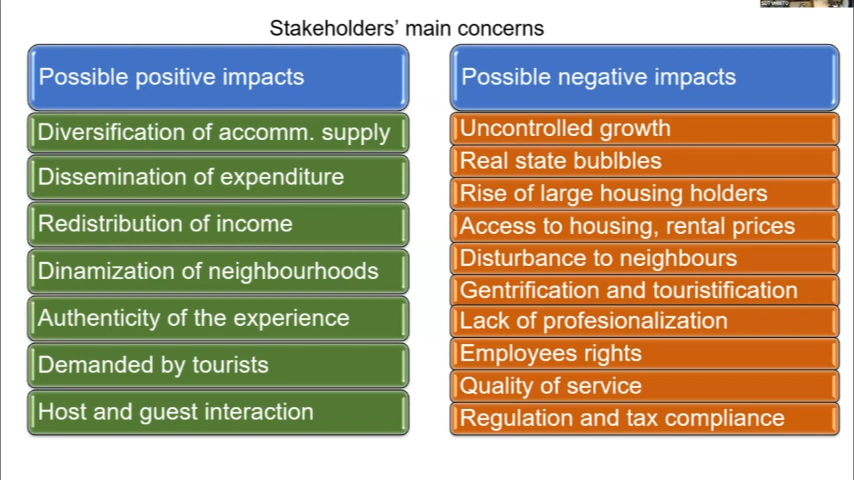 Stakeholders’ main concerns
Possible positive impacts
Diversification of accomm. supply
Dissemination of expenditure
Redistribution of income
Dinamization of neighbourhoods
Authenticity of the experience
Demanded by tourists
Host and guest interaction
Possible negative impacts
Uncontrolled growth
Real state bublbles
Rise of large housing holders
Access to housing, rental prices
Disturbance to neighbours
Gentrification and touristification
Lack of profesionalization
Employees rights
Quality of service
Regulation and tax compliance